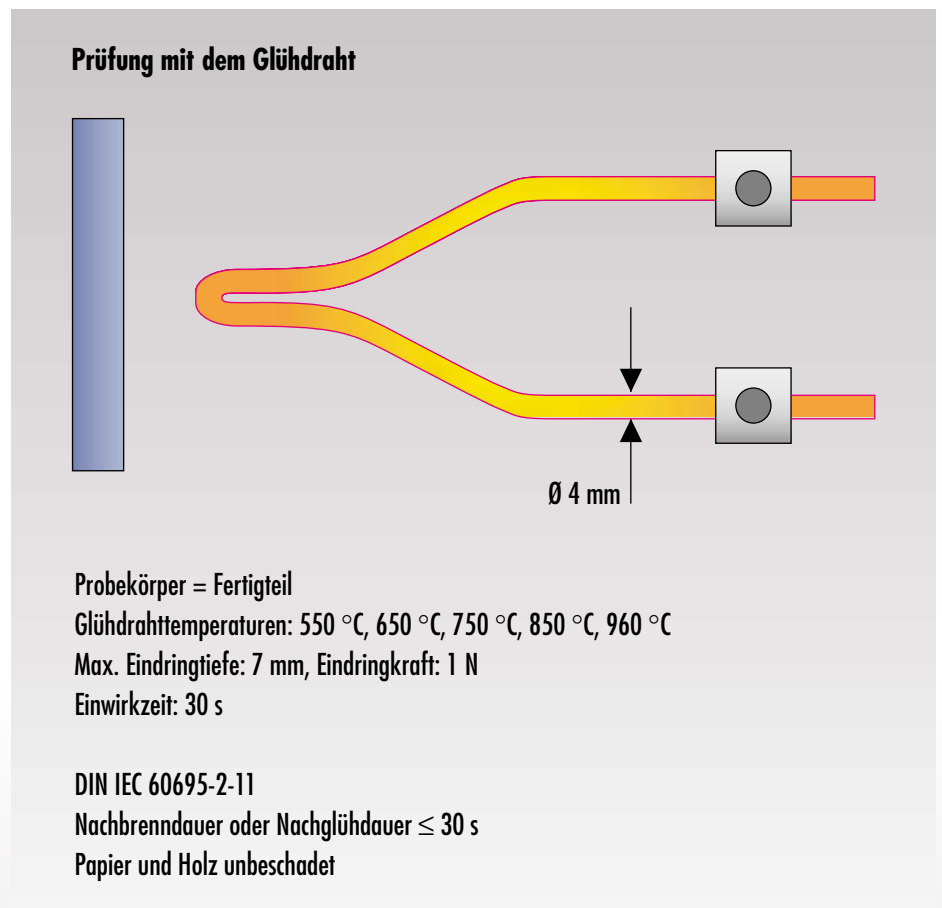 Prüfung mit dem Glühdraht
Ø 4 mm
Probekörper = Fertigteil
Glühdrahttemperaturen: 550 °C, 650 °C, 750 °C, 850 °C, 960 °C
Max. Eindringtiefe: 7 mm, Eindringkraft: 1 N
Einwirkzeit: 30 s
DIN IEC 60695-2-11
Nachbrenndauer oder Nachglühdauer ≤ 30 s
Papier und Holz unbeschadet